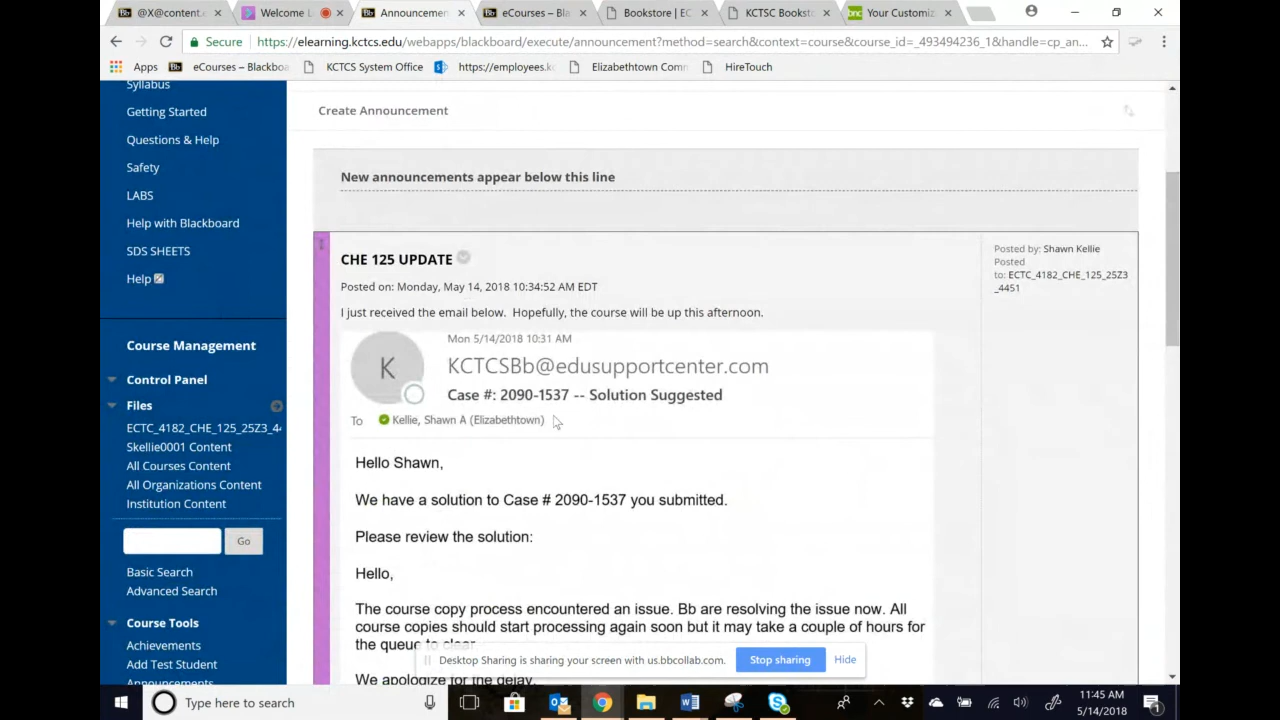 @X@content.c
Welcome L
Announcemen
eCourses – Bla
Bookstore | EC
KCTSC Bookst
Your Customiz
Secure https://elearning.kctcs.edu/webapps/blackboard/execute/announcement?method=search&context=course&course_id=_493494236_1&handle=cp_an...
Apps eCourses – Blackboa KCTCS System Office https://employees.kc Elizabethtown Comr HireTouch
Syllabus
Getting Started
Questions & Help
Safety
LABS
Help with Blackboard
SDS SHEETS
Help
Course Management
Control Panel
Files
ECTC_4182_CHE_125_25Z3_4
Skellie0001 Content
All Courses Content
All Organizations Content
Institution Content
Go
Basic Search
Advanced Search
Course Tools
Achievements
Add Test Student
Announcements
Create Announcement
New announcements appear below this line
CHE 125 UPDATE
Posted on: Monday, May 14, 2018 10:34:52 AM EDT
I just received the email below. Hopefully, the course will be up this afternoon.
Posted by: Shawn Kellie
Posted
to: ECTC_4182_CHE_125_25Z3
_4451
K
Mon 5/14/2018 10:31 AM
KCTCSBb@edusupportcenter.com
Case #: 2090-1537 -- Solution Suggested
To Kellie, Shawn A (Elizabethtown)
Hello Shawn,
We have a solution to Case # 2090-1537 you submitted.
Please review the solution:
Hello,
The course copy process encountered an issue. Bb are resolving the issue now. All
course copies should start processing again soon but it may take a couple of hours for
the queue to clear.
We apologize for the delay.
Desktop Sharing is sharing your screen with us.bbcollab.com.
Stop sharing
Hide
Type here to search
11:45 AM
5/14/2018
1